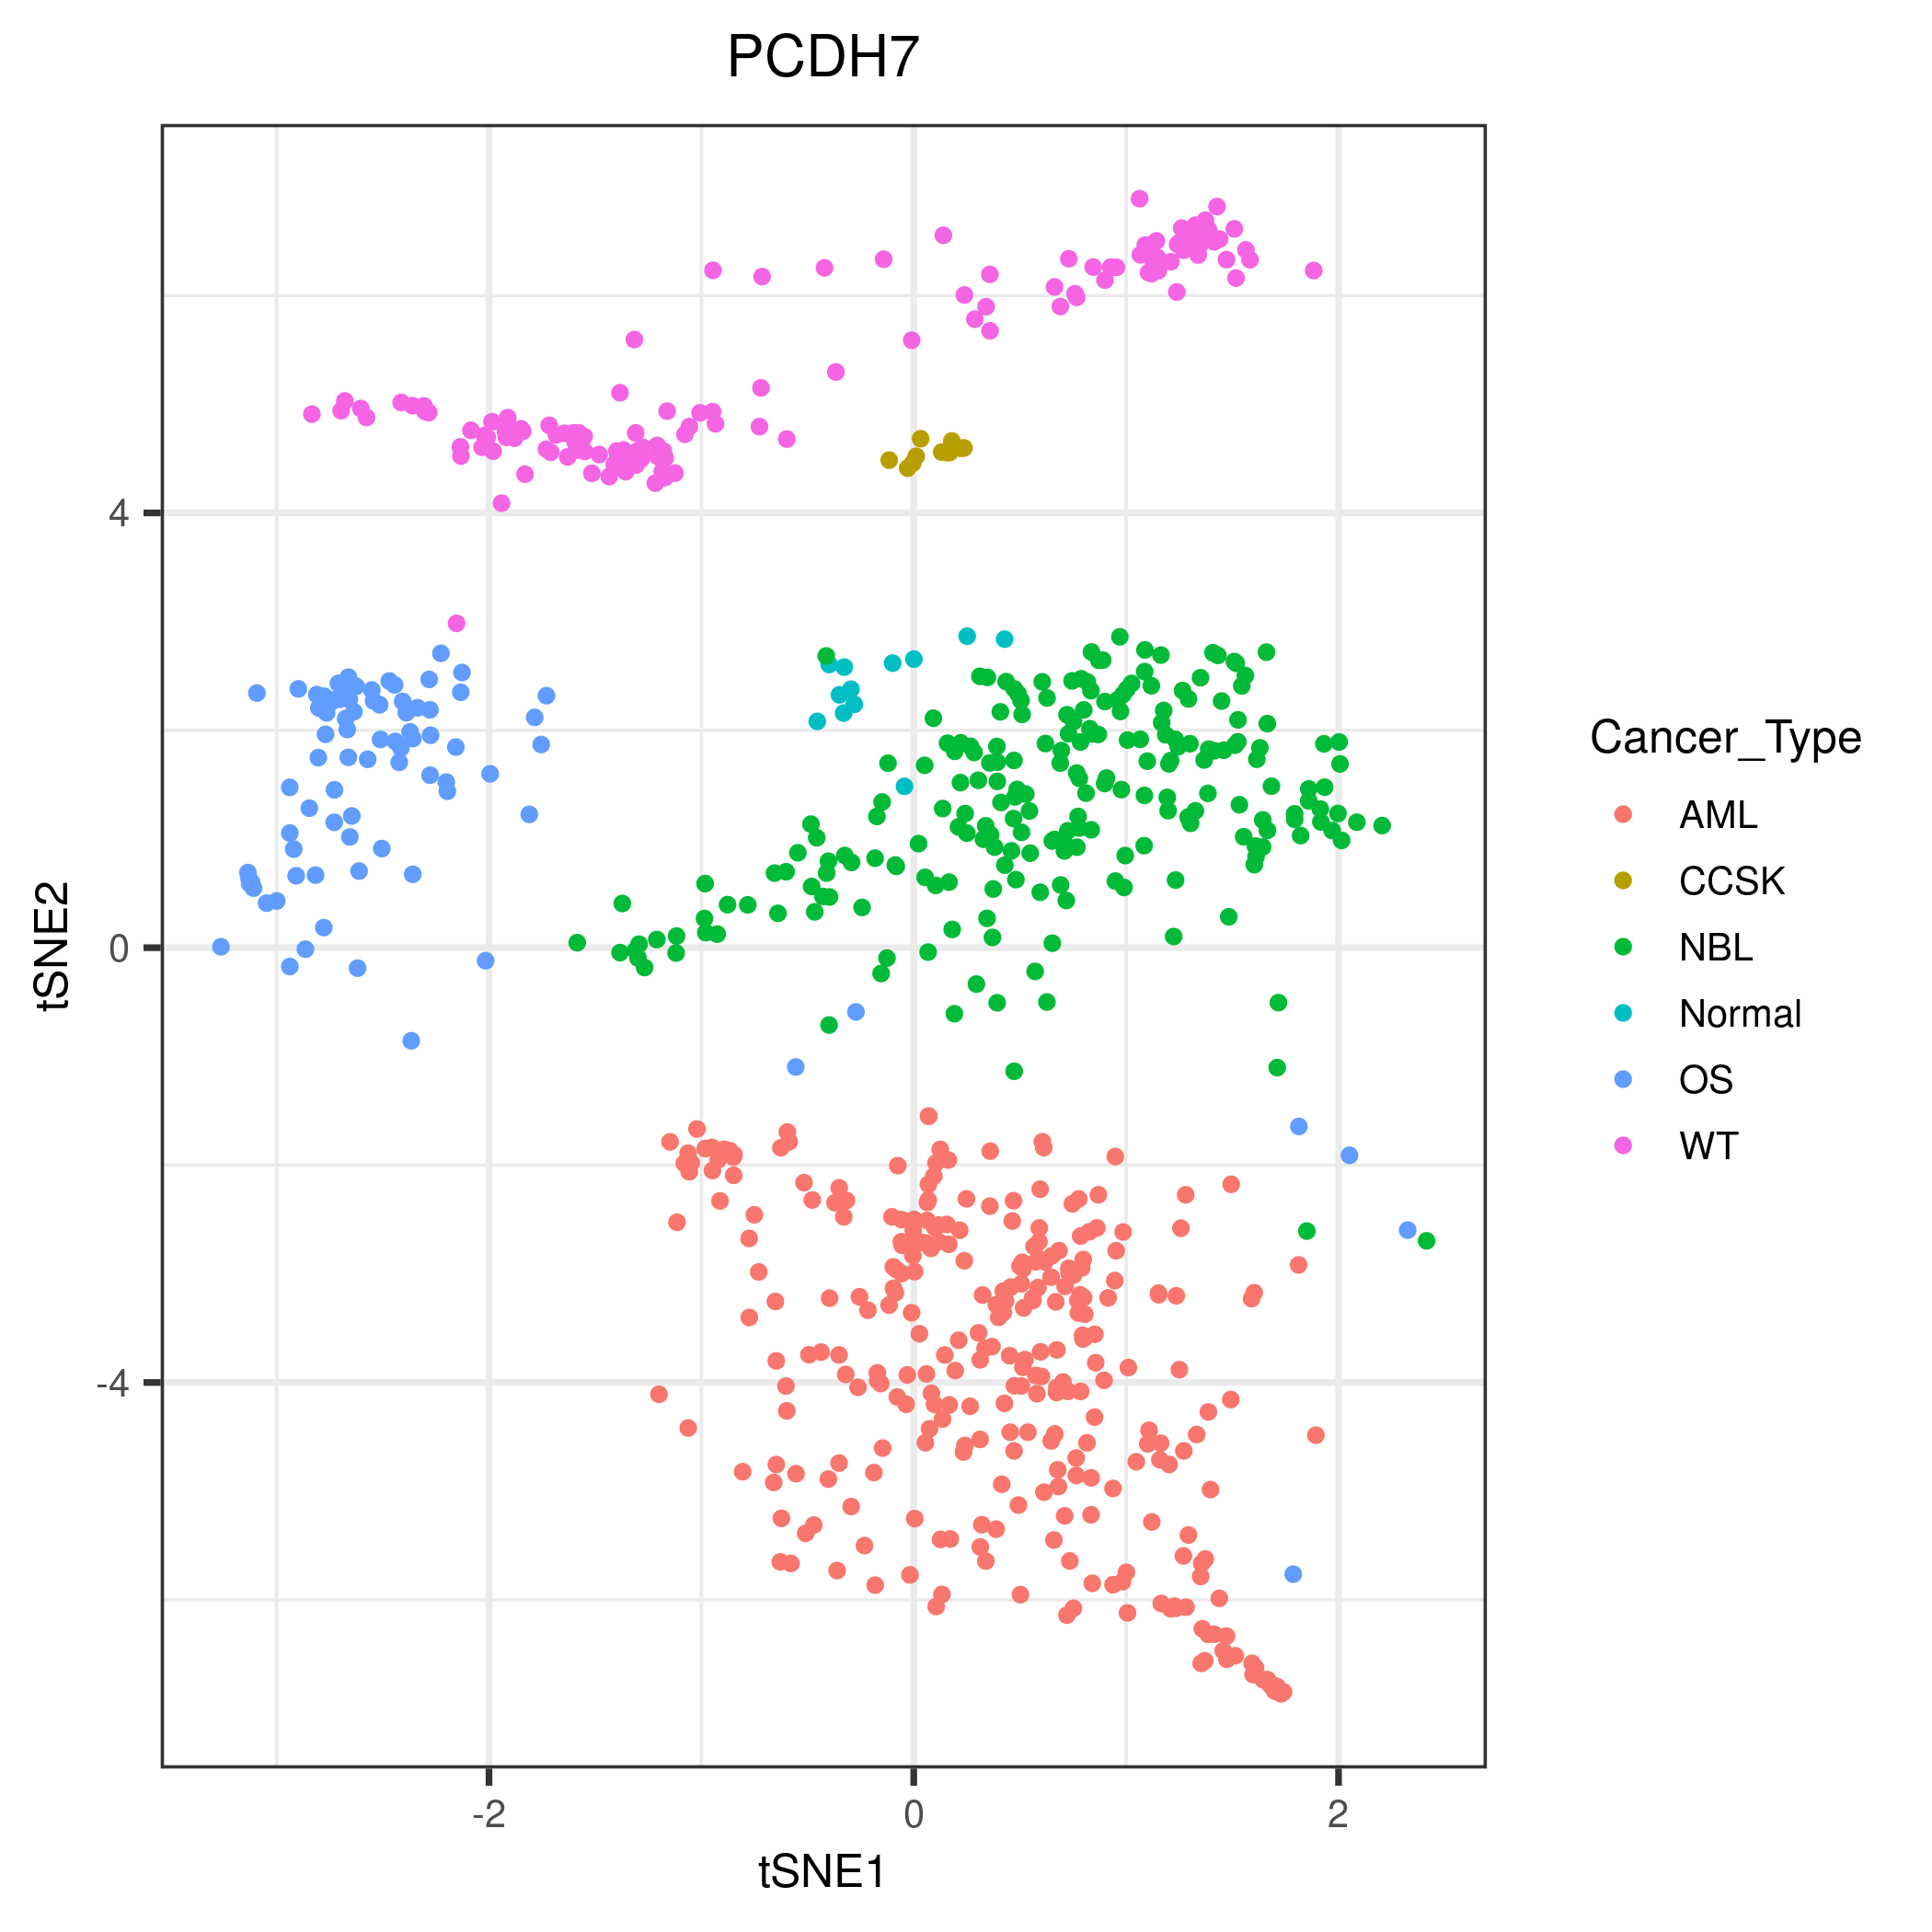 PCDH7
4
0
-4
tSNE2
-2
0
2
tSNE1
Cancer_Type
AML
CCSK
NBL
Normal
OS
WT